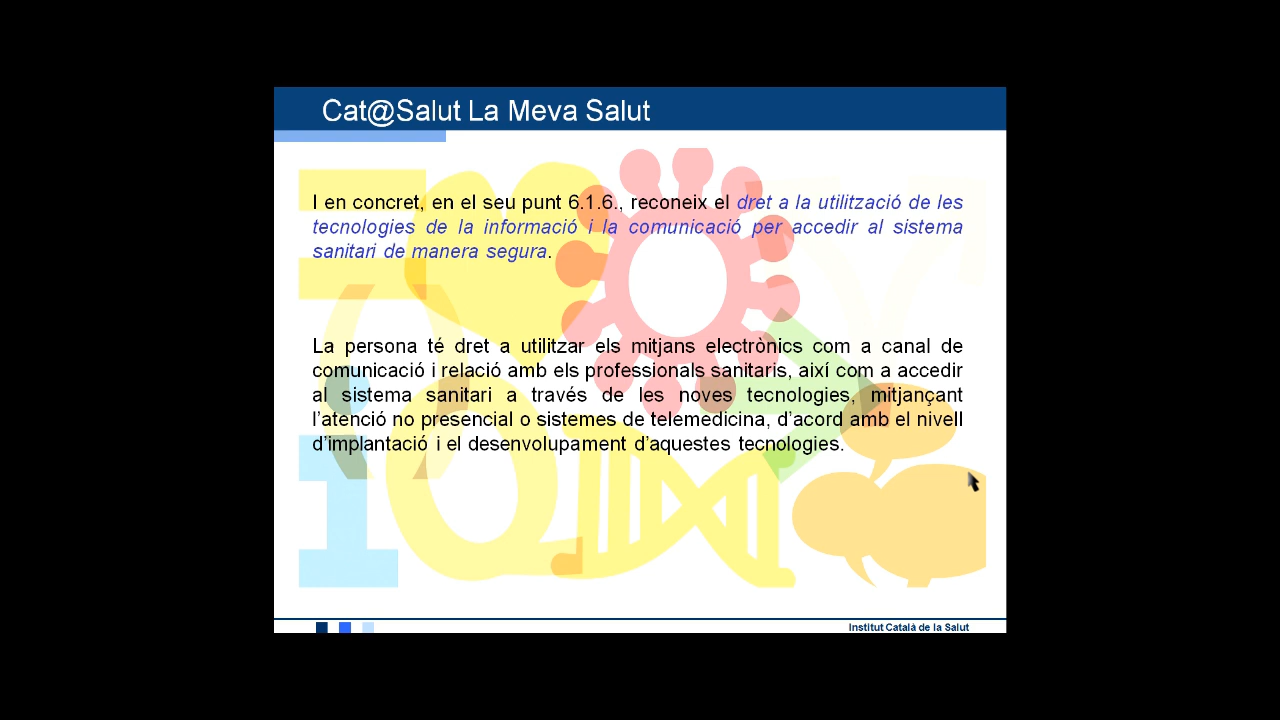 Cat@Salut La Meva Salut
I en concret, en el seu punt 6.1.6., reconeix el dret a la utilització de les
tecnologies de la informació i la comunicació per accedir al sistema
sanitari de manera segura.
La persona té dret a utilitzar els mitjans electrònics com a canal de
comunicació i relació amb els professionals sanitaris, així com a accedir
al sistema sanitari a través de les noves tecnologies, mitjançant
l’atenció no presencial o sistemes de telemedicina, d’acord amb el nivell
d’implantació i el desenvolupament d’aquestes tecnologies.
Institut Català de la Salut